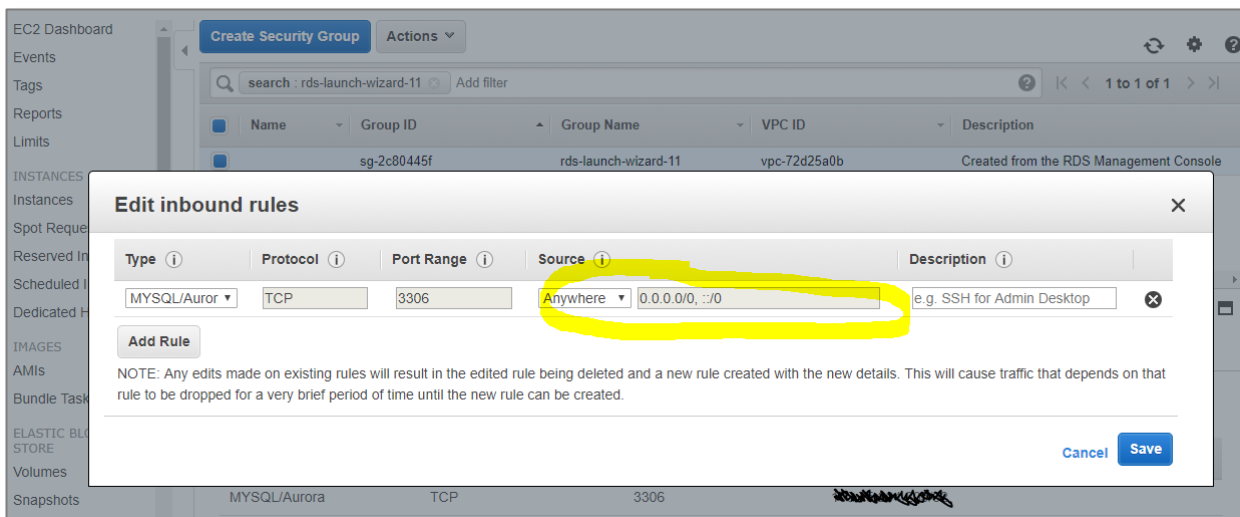 EC2 Dashboard
Events
Tags
Reports
Limits
INSTANCES
Instances
Spot Reque
Reserved In
Scheduled I
Dedicated H
IMAGES
AMIs
Bundle Task
ELASTIC BLO
STORE
Volumes
Snapshots
Create Security Group Actions
search : rds-launch-wizard-11 Add filter 1 to 1 of 1
Name Group ID Group Name VPC ID Description
sg-2c80445f rds-launch-wizard-11 vpc-72d25a0b Created from the RDS Management Console
Edit inbound rules
Type Protocol Port Range Source Description
MYSQL/Auror TCP 3306 Anywhere 0.0.0.0/0, ::/0 e.g. SSH for Admin Desktop
Add Rule
NOTE: Any edits made on existing rules will result in the edited rule being deleted and a new rule created with the new details. This will cause traffic that depends on that
rule to be dropped for a very brief period of time until the new rule can be created.
Cancel Save
MYSQL/Aurora TCP 3306